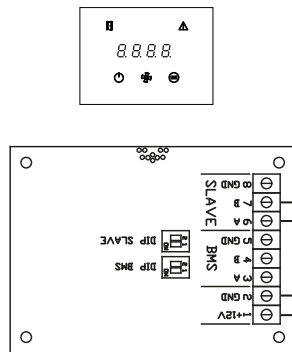 8.8.8.8.
8 GND
7 B
6 A
SLAVE
5 GND
4 B
3 A
BMS
2 GND
1 V21+
DIP SLAVE
DIP BMS